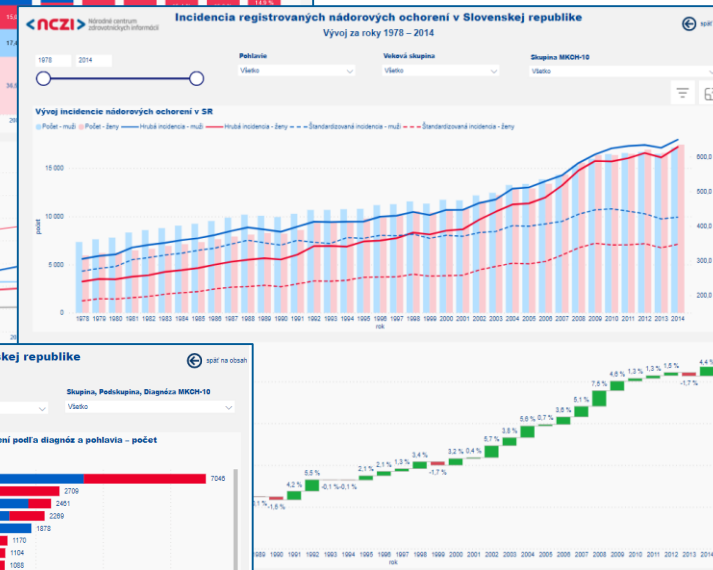 14,9 %
15,0
17,4
30,5
nczi Národné centrum
zdravotníckych informácií
Incidencia registrovaných nádorových ochorení v Slovenskej republike
Vývoj za roky 1978 – 2014
späť
1978 2014
Pohlavie
Všetko
Veková skupina
Všetko
Skupina MKCH-10
Všetko
Vývoj incidencie nádorových ochorení v SR
Počet - muži Počet - ženy Hrubá incidencia - muži Hrubá incidencia - ženy Štandardizovaná incidencia - muži Štandardizovaná incidencia - ženy
15 000
10 000
5 000
0
počet
600,0
500,0
400,0
300,0
200,0
1978 1979 1980 1981 1982 1983 1984 1985 1986 1987 1988 1989 1990 1991 1992 1993 1994 1995 1996 1997 1998 1999 2000 2001 2002 2003 2004 2005 2006 2007 2008 2009 2010 2011 2012 2013 2014
rok
skej republike
späť na obsah
Skupina, Podskupina, Diagnóza MKCH-10
Všetko
ení podľa diagnóz a pohlavia – počet
7045
2709
2461
2269
1878
1170
1104
1088
-1,6 % 4,2 % 5,5 % -0,1 % -0,1 % 2,1 % 2,1 % 1,3 % 3,4 % -1,7 % 3,2 % 0,4 % 5,7 % 3,8 % 5,6 % 0,7 % 3,6 % 5,1 % 7,5 % 4,6 % 1,3 % 1,3 % 1,5 % -1,7 % 4,4 %
1989 1990 1991 1992 1993 1994 1995 1996 1997 1998 1999 2000 2001 2002 2003 2004 2005 2006 2007 2008 2009 2010 2011 2012 2013 2014
rok